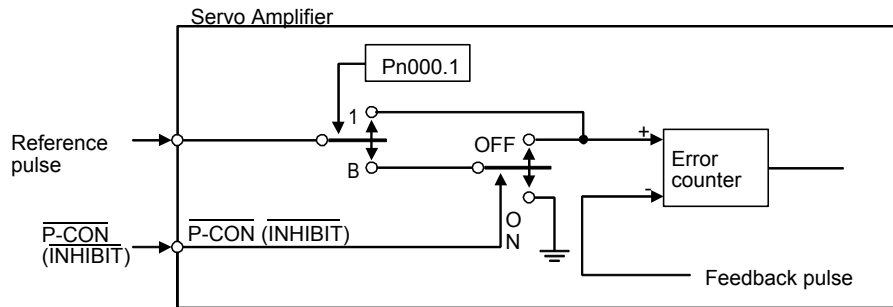 Servo Amplifier
Pn000.1
1
Reference
pulse
OFF
+
B
Error
counter
-
P-CON
(INHIBIT)
P-CON (INHIBIT)
O
N
Feedback pulse